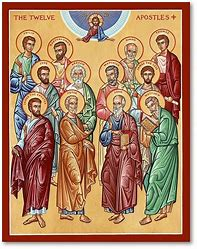 THE TWELVE APOSTLES +